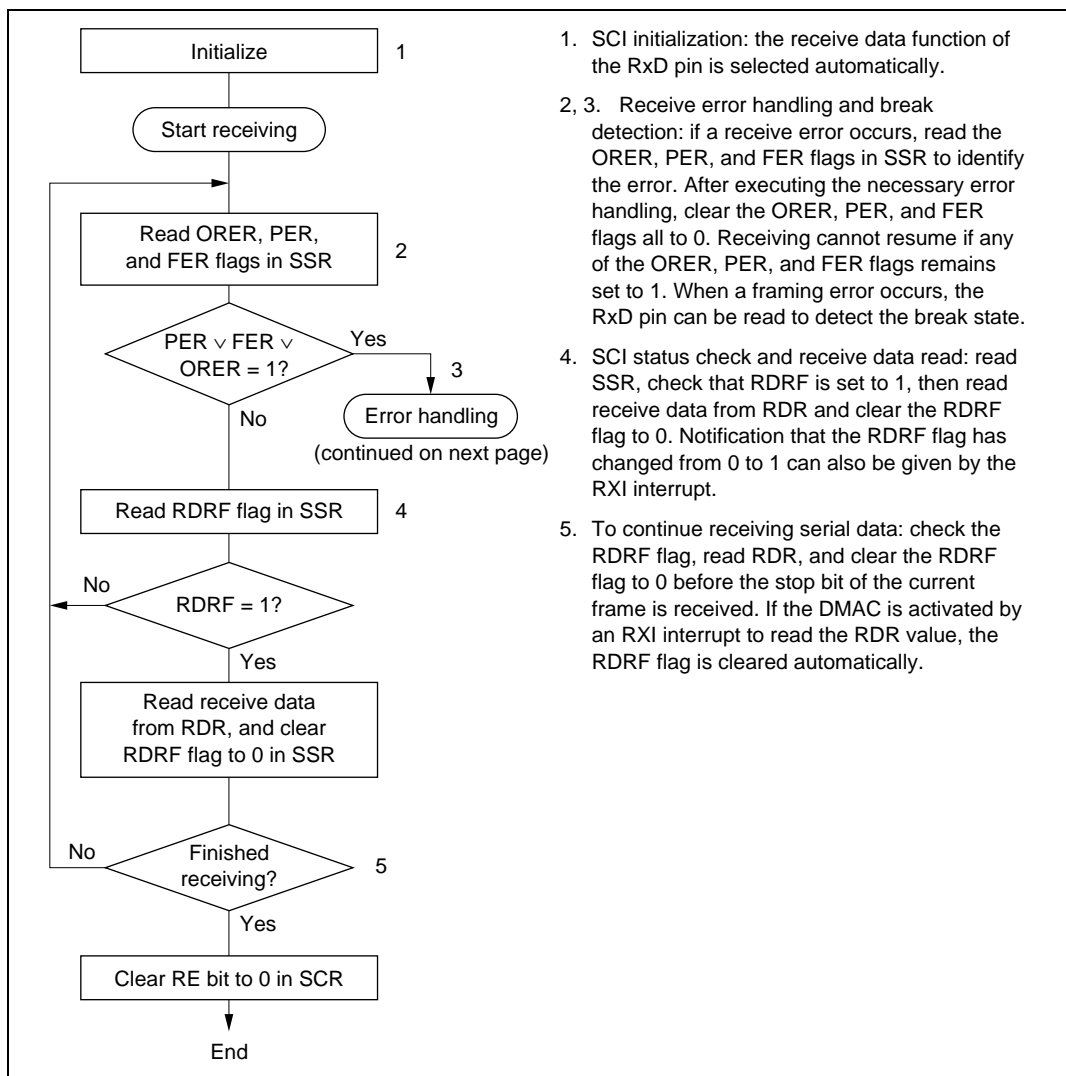 Initialize
1
Start receiving
Read ORER, PER,
and FER flags in SSR
2
PER ∨ FER ∨
ORER = 1?
Yes
3
No
Error handling
(continued on next page)
Read RDRF flag in SSR
4
No
RDRF = 1?
Yes
Read receive data
from RDR, and clear
RDRF flag to 0 in SSR
No
Finished
receiving?
5
Yes
Clear RE bit to 0 in SCR
End
1. SCI initialization: the receive data function of
the RxD pin is selected automatically.
2, 3. Receive error handling and break
detection: if a receive error occurs, read the
ORER, PER, and FER flags in SSR to identify
the error. After executing the necessary error
handling, clear the ORER, PER, and FER
flags all to 0. Receiving cannot resume if any
of the ORER, PER, and FER flags remains
set to 1. When a framing error occurs, the
RxD pin can be read to detect the break state.
4. SCI status check and receive data read: read
SSR, check that RDRF is set to 1, then read
receive data from RDR and clear the RDRF
flag to 0. Notification that the RDRF flag has
changed from 0 to 1 can also be given by the
RXI interrupt.
5. To continue receiving serial data: check the
RDRF flag, read RDR, and clear the RDRF
flag to 0 before the stop bit of the current
frame is received. If the DMAC is activated by
an RXI interrupt to read the RDR value, the
RDRF flag is cleared automatically.